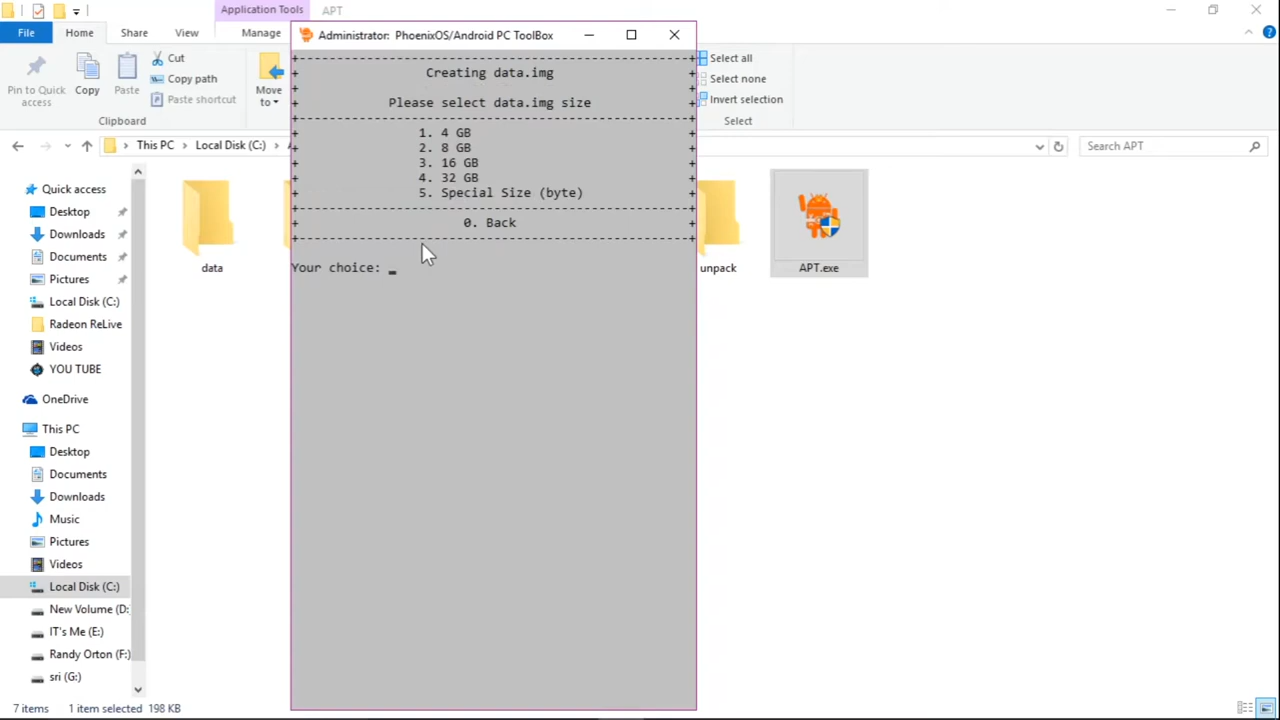 Application Tools
APT
File
Home
Share
View
Manage
Pin to Quick access
Copy
Paste
Cut
Copy path
Paste shortcut
Clipboard
Move to
Select all
Select none
Invert selection
Select
This PC
Local Disk (C:)
Search APT
Administrator: PhoenixOS/Android PC ToolBox
+------------------------------------------------------+
+ Creating data.img +
+ +
+ Please select data.img size +
+------------------------------------------------------+
+ 1. 4 GB +
+ 2. 8 GB +
+ 3. 16 GB +
+ 4. 32 GB +
+ 5. Special Size (byte) +
+------------------------------------------------------+
+ 0. Back +
+------------------------------------------------------+
Your choice: _
Quick access
Desktop
Downloads
Documents
Pictures
Local Disk (C:)
Radeon ReLive
Videos
YOU TUBE
OneDrive
This PC
Desktop
Documents
Downloads
Music
Pictures
Videos
Local Disk (C:)
New Volume (D:
IT's Me (E:)
Randy Orton (F:)
sri (G:)
data
unpack
APT.exe
7 items
1 item selected 198 KB